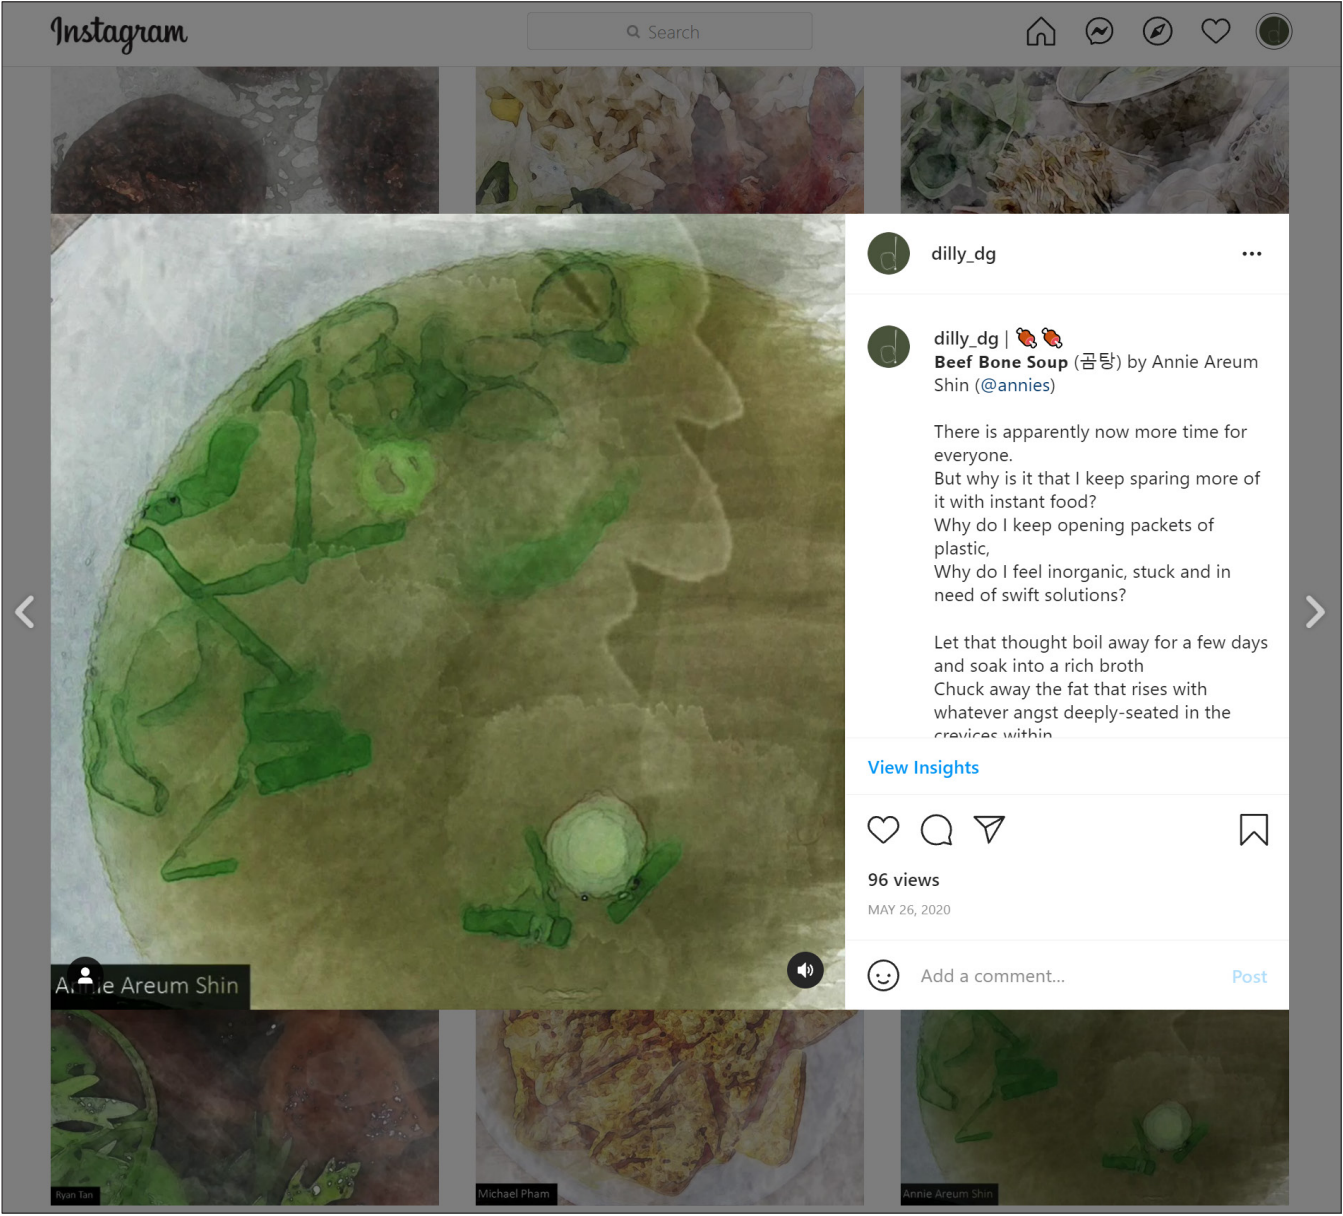 Instagram
Search
dilly_dg
dilly_dg | 🍖🍖
Beef Bone Soup (곰탕) by Annie Areum
Shin (@annies)
There is apparently now more time for
everyone.
But why is it that I keep sparing more of
it with instant food?
Why do I keep opening packets of
plastic,
Why do I feel inorganic, stuck and in
need of swift solutions?
Let that thought boil away for a few days
and soak into a rich broth
Chuck away the fat that rises with
whatever angst deeply-seated in the
crevices within
View Insights
96 views
MAY 26, 2020
Add a comment...
Post
Annie Areum Shin
Ryan Tan
Michael Pham
Annie Areum Shin